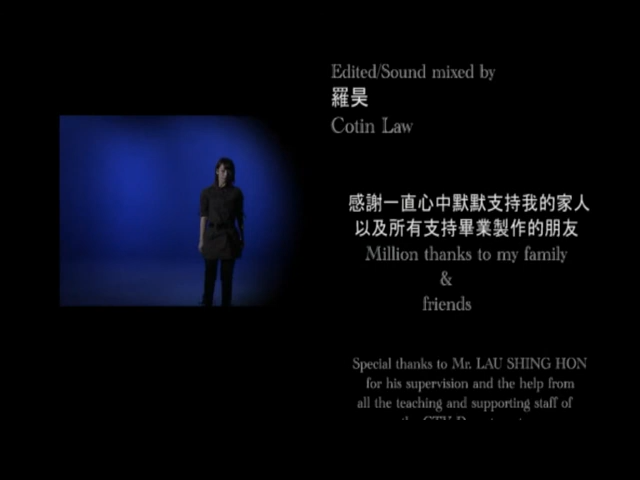 Edited/Sound mixed by
羅昊
Cotin Law
感謝一直心中默默支持我的家人
以及所有支持畢業製作的朋友
Million thanks to my family
&
friends
Special thanks to Mr. LAU SHING HON
for his supervision and the help from
all the teaching and supporting staff of